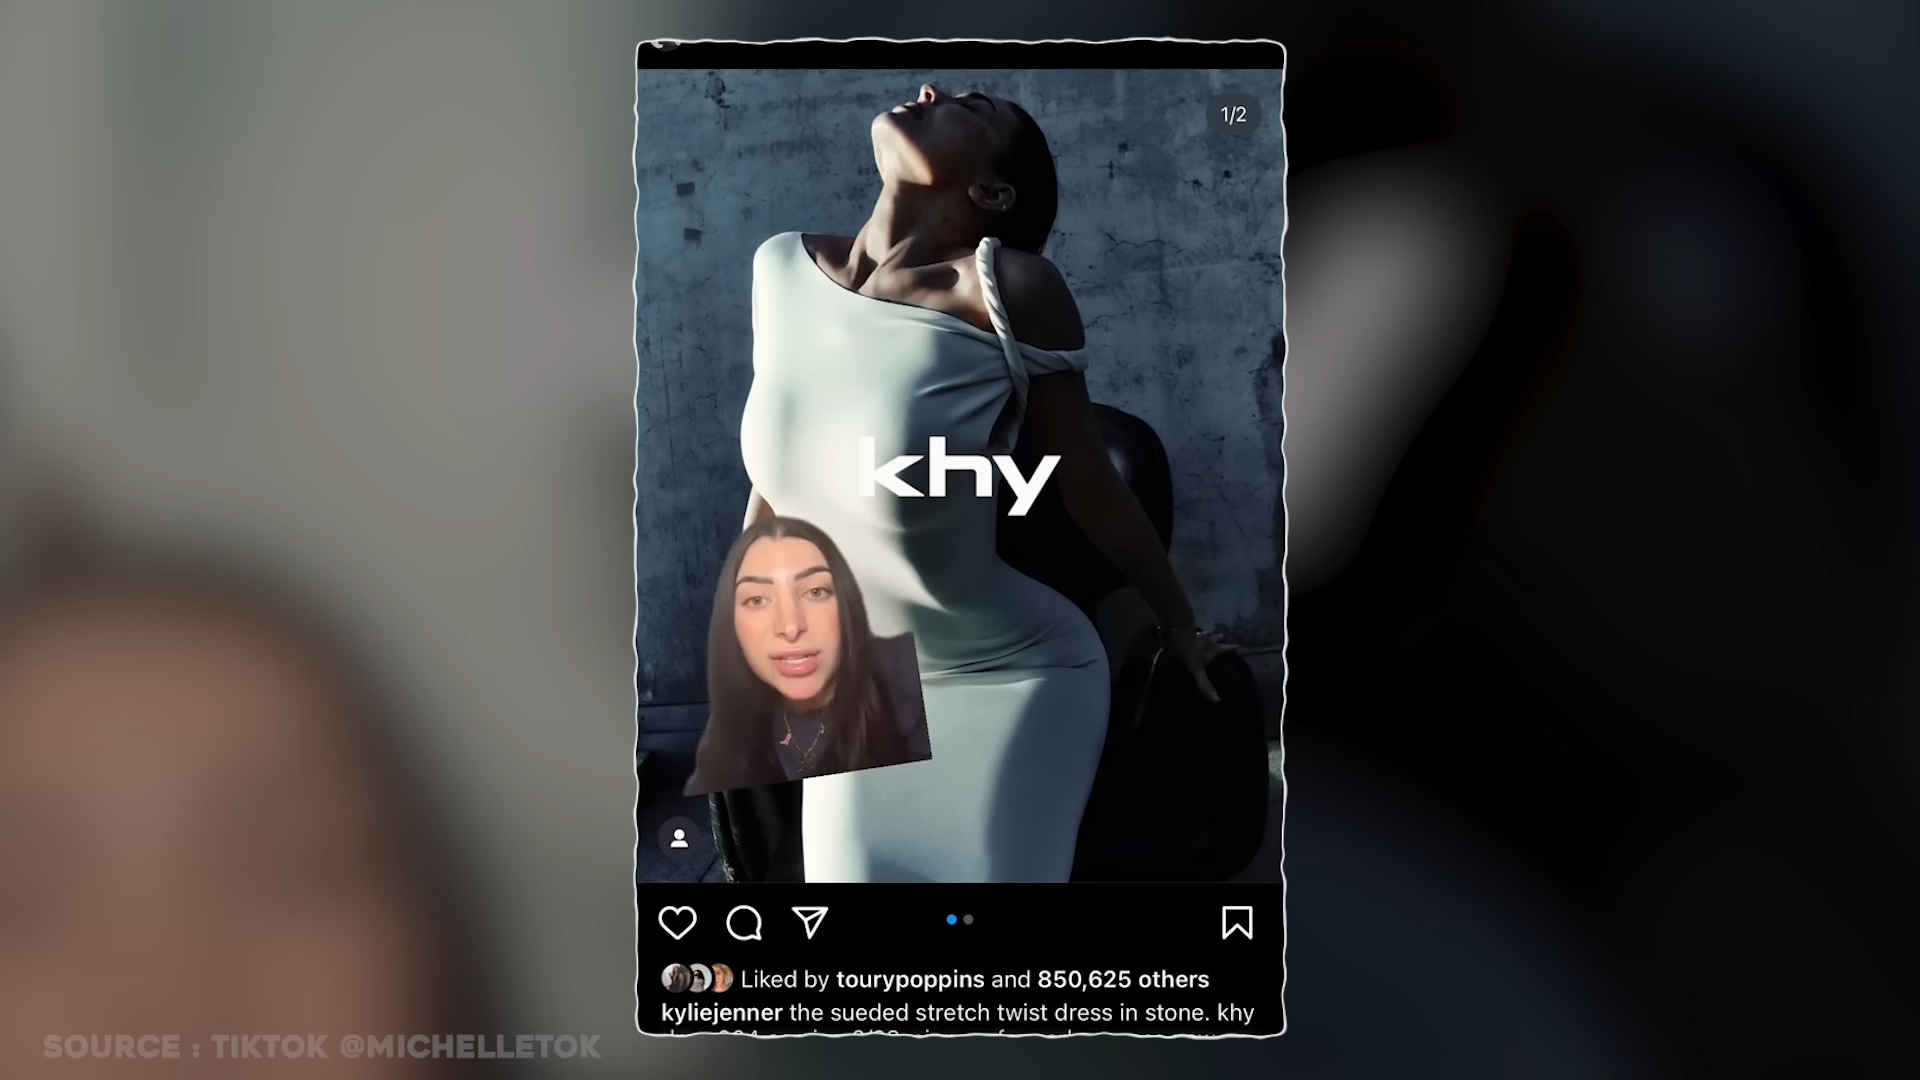 1/2
khy
Liked by tourypoppins and 850,625 others
kyliejenner the sueded stretch twist dress in stone. khy
SOURCE : TIKTOK @MICHELLETOK